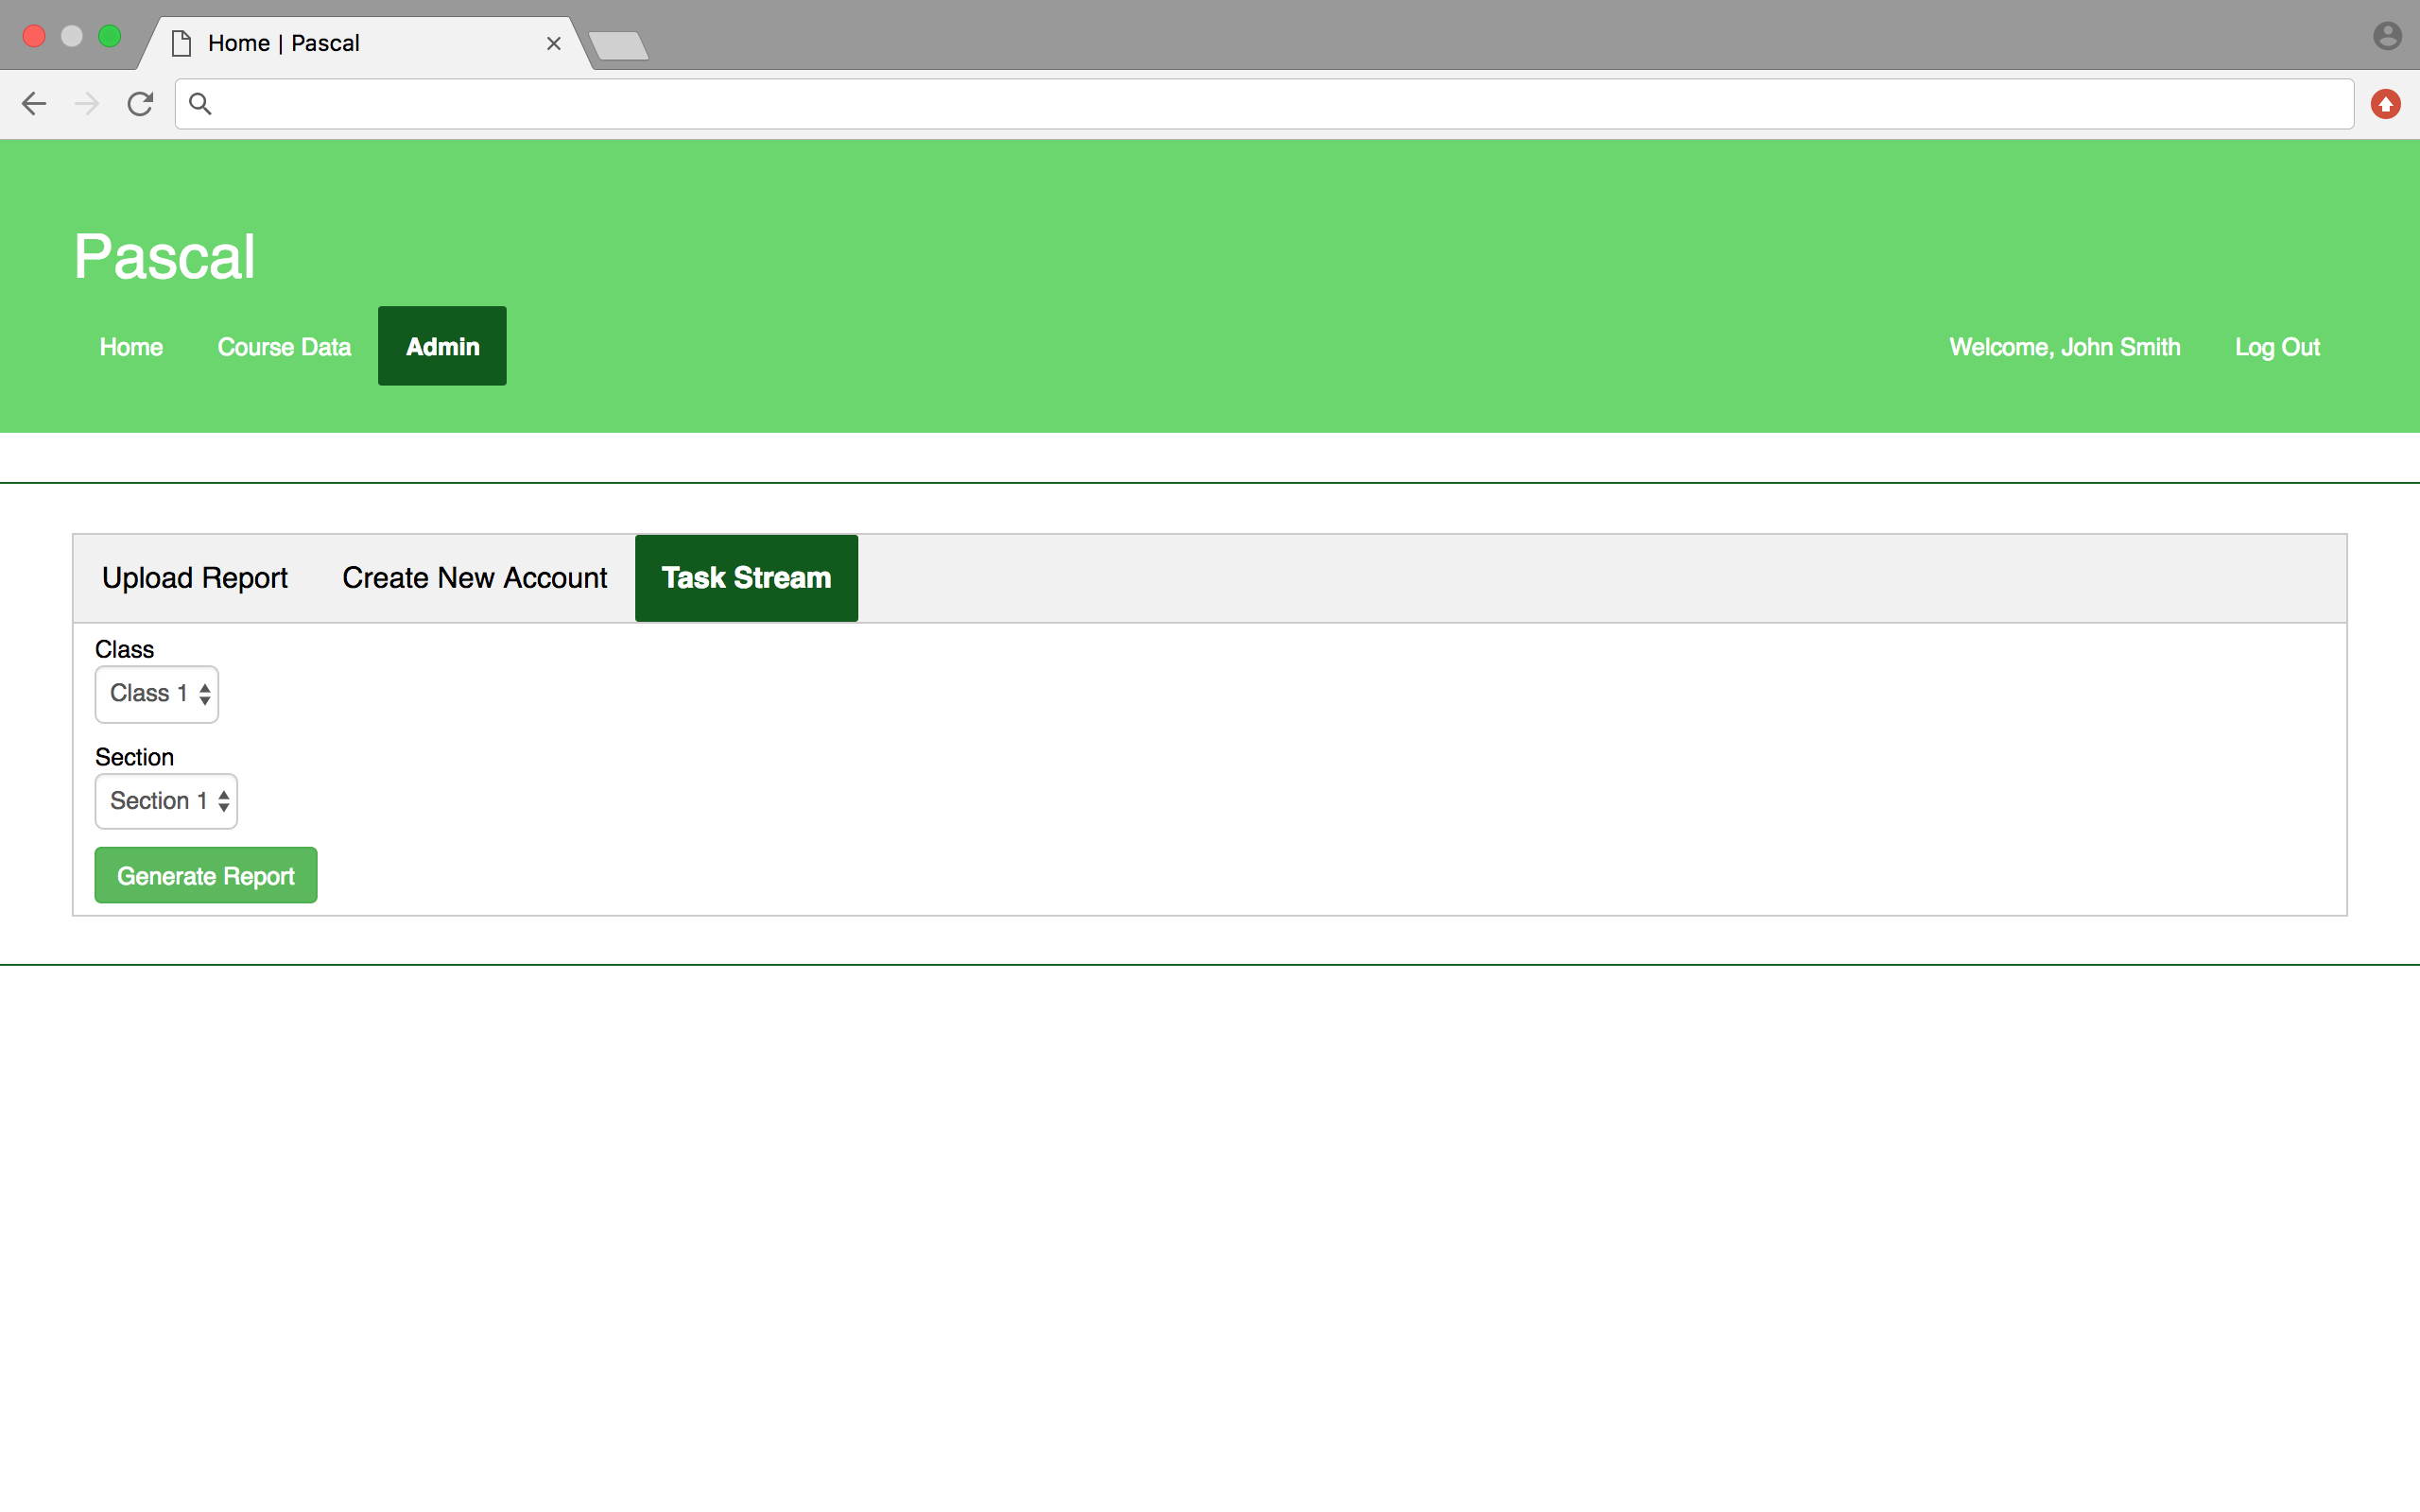 Home | Pascal
Pascal
Home Course Data Admin Welcome, John Smith Log Out
Upload Report Create New Account Task Stream
Class
Class 1
Section
Section 1
Generate Report